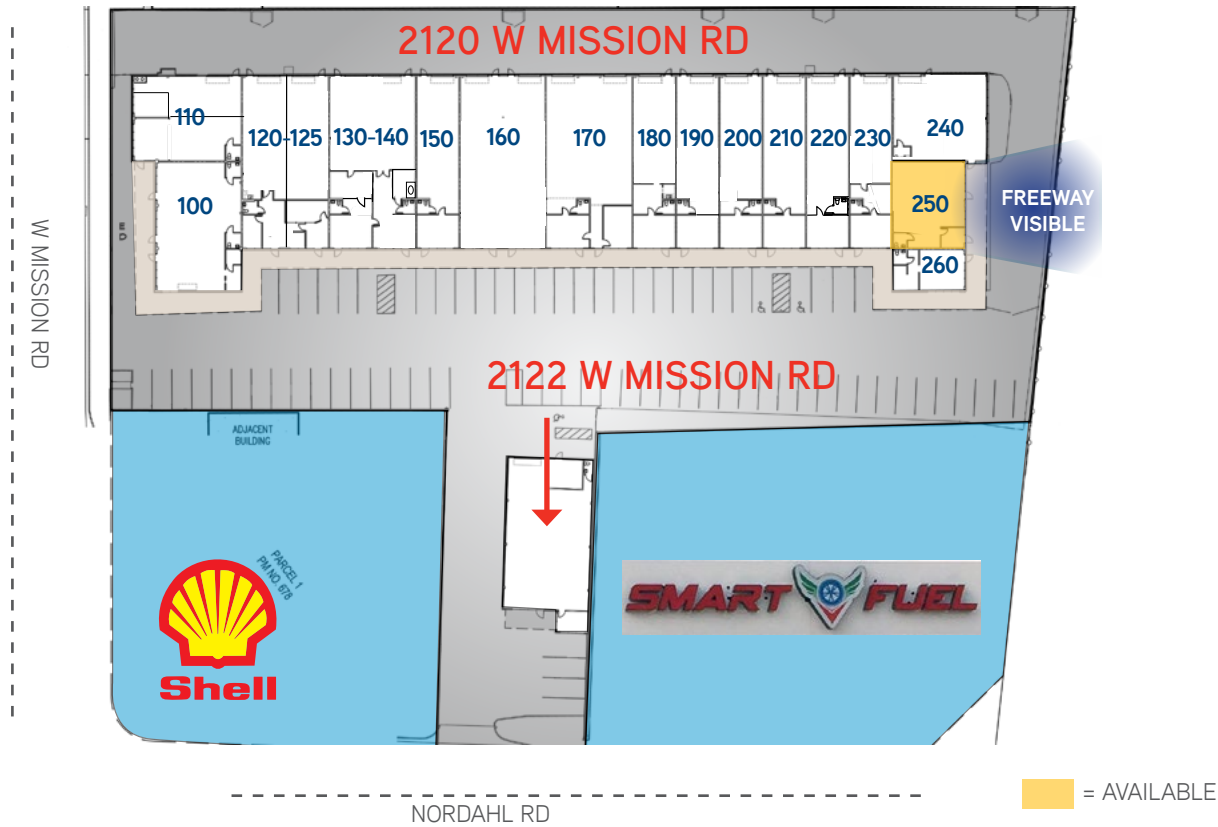 2120 W MISSION RD
110
120-125
130-140
150
160
170
180
190
200
210
220
230
240
100
250
FREEWAY
VISIBLE
260
W MISSION RD
2122 W MISSION RD
ADJACENT
BUILDING
PARCEL 1
PM NO. 678
Shell
SMART FUEL
NORDAHL RD
= AVAILABLE